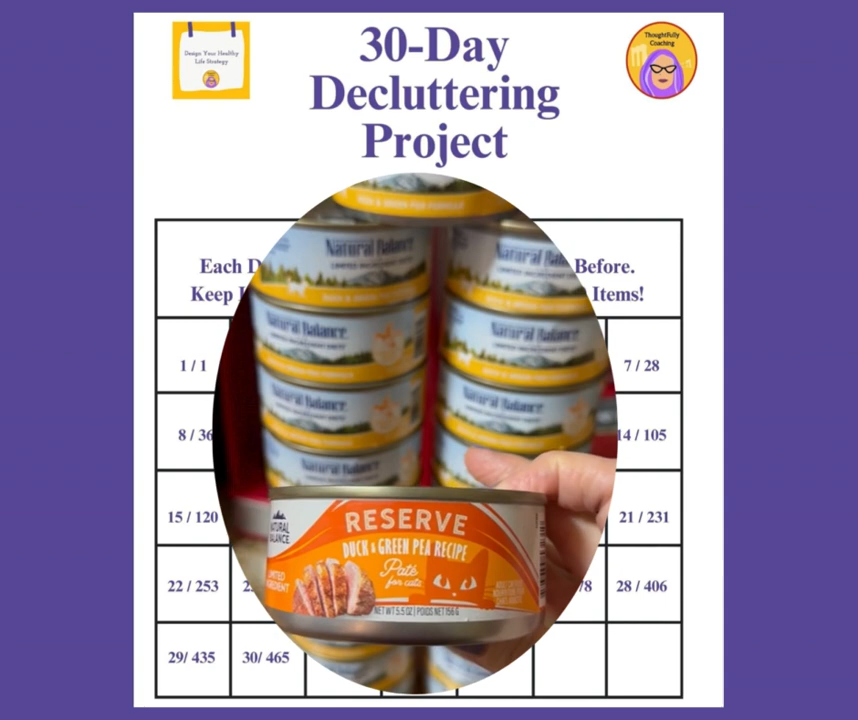 Design Your Healthy
Life Strategy
30-Day
Decluttering
Project
Thoughtfully
Coaching
Each D
Before.
Keep
Items!
1 / 1
7 / 28
8 / 36
14 / 105
15 / 120
21 / 231
22 / 253
28 / 406
29/ 435
30/ 465
Natural Balance
Natural
Natural Balance
Natural Balance
Natural Balance
Natural Balance
Natural Balance
NATURAL
BALANCE
RESERVE
DUCK & GREEN PEA RECIPE
Paté
for cats
LIMITED
INGREDIENT
NET WT 5.5 OZ | POIDS NET 156 G